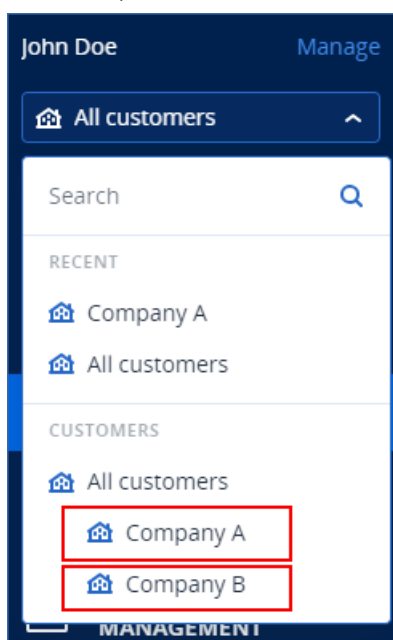 John Doe Manage
All customers
Search
RECENT
Company A
All customers
CUSTOMERS
All customers
Company A
Company B
MANAGEMENT